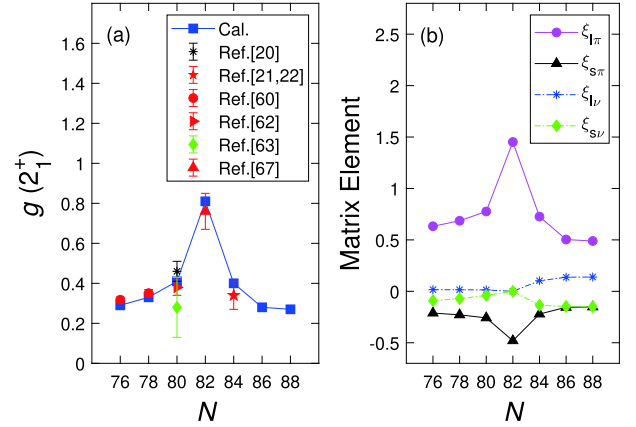 (a)
Cal.
Ref.[20]
Ref.[21,22]
Ref.[60]
Ref.[62]
Ref.[63]
Ref.[67]
1.6
1.4
1.2
1
0.8
0.6
0.4
0.2
0
g (2₁⁺)
76 78 80 82 84 86 88
N
(b)
ξlπ
ξsπ
ξlν
ξsν
2.5
2
1.5
1
0.5
0
-0.5
Matrix Element
76 78 80 82 84 86 88
N